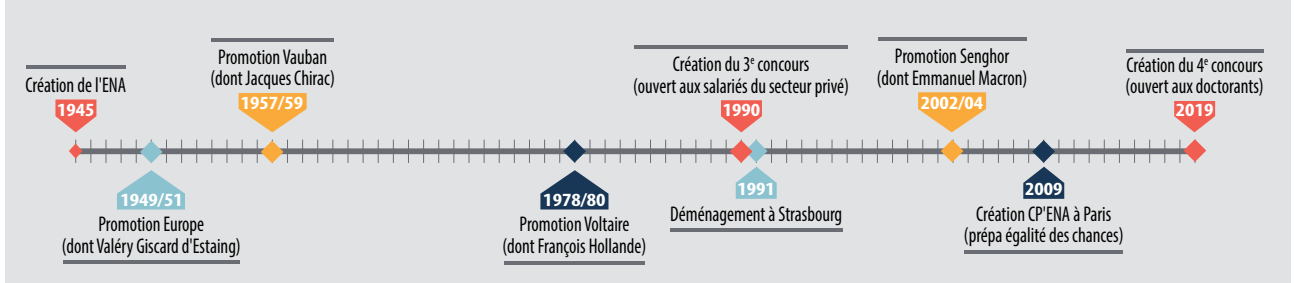 Création de l'ENA
1945
Promotion Europe
(dont Valéry Giscard d'Estaing)
1949/51
Promotion Vauban
(dont Jacques Chirac)
1957/59
1978/80
Promotion Voltaire
(dont François Hollande)
Création du 3e concours
(ouvert aux salariés du secteur privé)
1990
1991
Déménagement à Strasbourg
Promotion Senghor
(dont Emmanuel Macron)
2002/04
2009
Création CP'ENA à Paris
(prépa égalité des chances)
Création du 4e concours
(ouvert aux doctorants)
2019